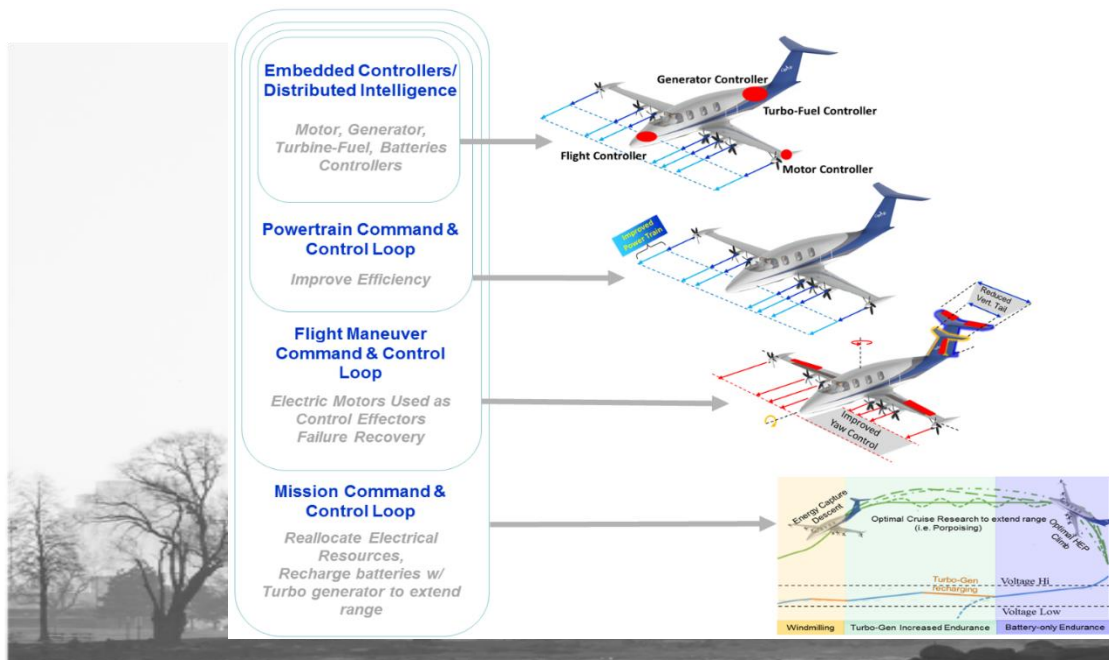 Embedded Controllers/
Distributed Intelligence
Motor, Generator,
Turbine-Fuel, Batteries
Controllers
Powertrain Command &
Control Loop
Improve Efficiency
Flight Maneuver
Command & Control
Loop
Electric Motors Used as
Control Effectors
Failure Recovery
Mission Command &
Control Loop
Reallocate Electrical
Resources,
Recharge batteries w/
Turbo generator to extend
range
Generator Controller
Turbo-Fuel Controller
Flight Controller
Motor Controller
Improved
Power Train
Reduced
Vert. Tail
Improved
Yaw Control
Energy Capture
Descent
Optimal Cruise Research to extend range
(i.e. Porpoising)
Optimal HEP
Climb
Turbo-Gen
recharging
Voltage Hi
Voltage Low
Windmilling
Turbo-Gen Increased Endurance
Battery-only Endurance